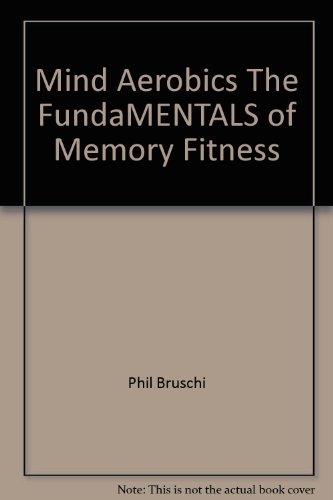 Mind Aerobics The
FundaMENTALS of
Memory Fitness
Phil Bruschi
Note: This is not the actual book cover